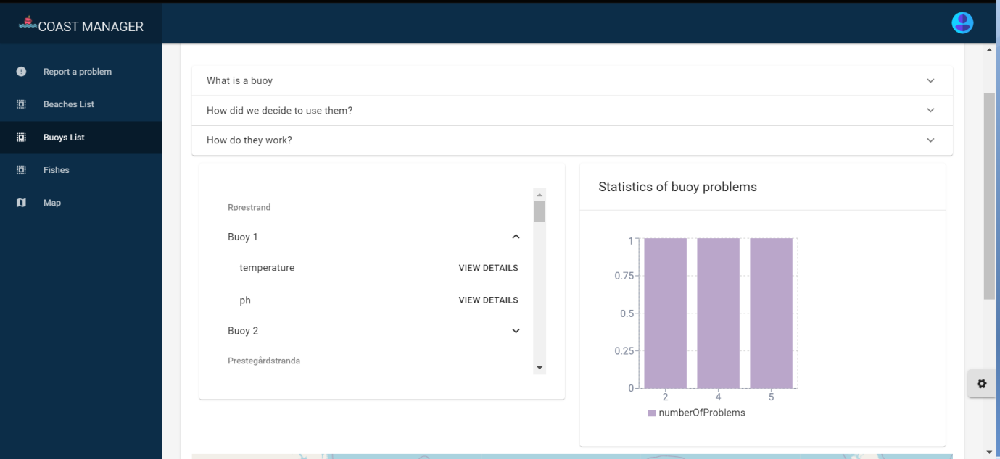 COAST MANAGER
Report a problem
Beaches List
Buoys List
Fishes
Map
What is a buoy
How did we decide to use them?
How do they work?
Rørestrand
Buoy 1
temperature VIEW DETAILS
ph VIEW DETAILS
Buoy 2
Prestegårdstranda
Statistics of buoy problems
1
0.75
0.5
0.25
0
2 4 5
numberOfProblems